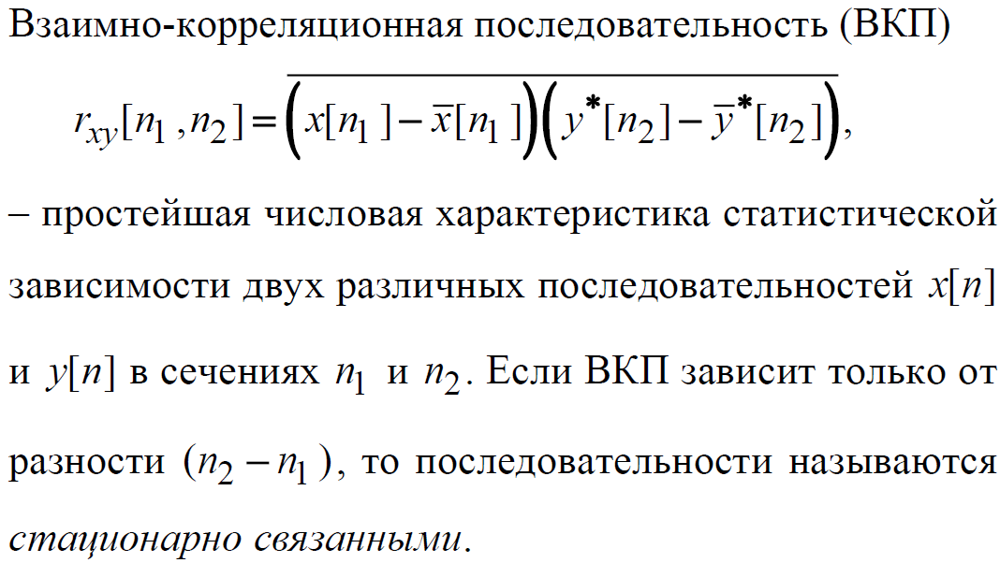 Взаимно-корреляционная последовательность (ВКП)
$r_{xy}[n_1, n_2] = \overline{\left(x[n_1] - \overline{x}[n_1]\right)\left(y^*[n_2] - \overline{y}^*[n_2]\right)},$
– простейшая числовая характеристика статистической
зависимости двух различных последовательностей $x[n]$
и $y[n]$ в сечениях $n_1$ и $n_2$. Если ВКП зависит только от
разности $(n_2 - n_1)$, то последовательности называются
стационарно связанными.